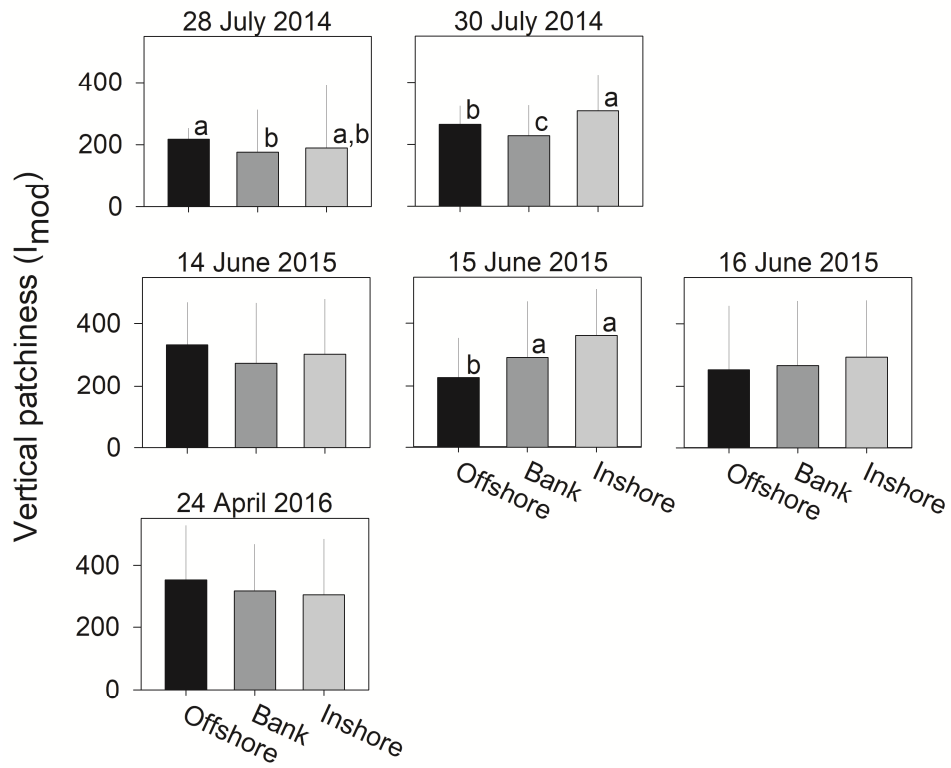 28 July 2014
30 July 2014
Vertical patchiness (Imod)
400
200
0
a
b
a,b
b
c
a
14 June 2015
15 June 2015
16 June 2015
400
200
0
b
a
a
Offshore
Bank
Inshore
Offshore
Bank
Inshore
24 April 2016
400
200
0
Offshore
Bank
Inshore